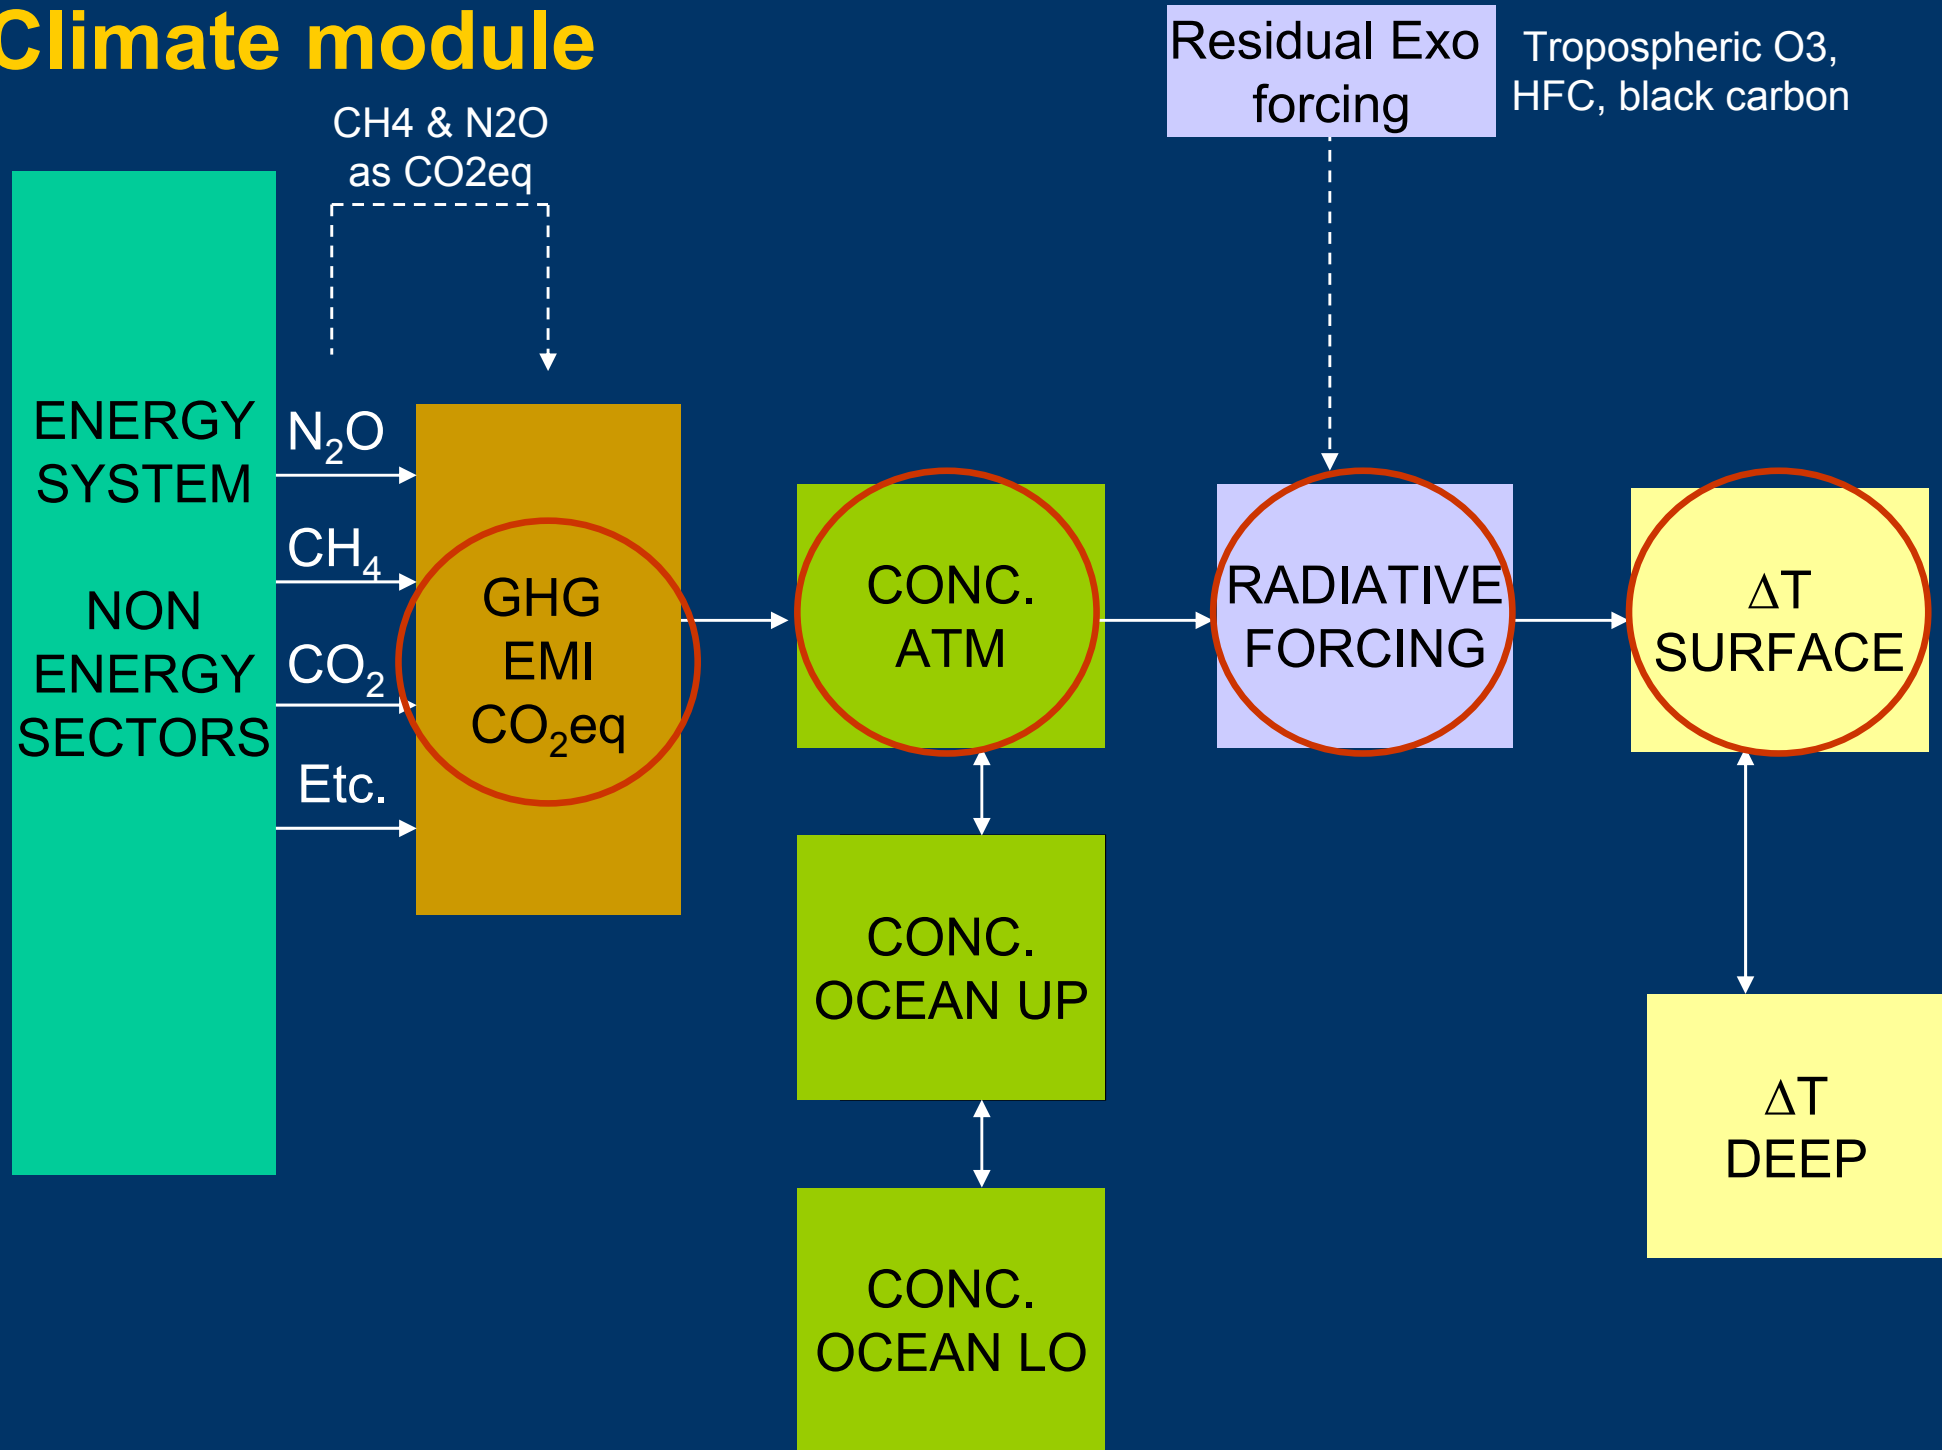 Climate module
Residual Exo
forcing
Tropospheric O3,
HFC, black carbon
CH4 & N2O
as CO2eq
ENERGY
SYSTEM
NON
ENERGY
SECTORS
N₂O
CH₄
CO₂
Etc.
GHG
EMI
CO₂eq
CONC.
ATM
RADIATIVE
FORCING
ΔT
SURFACE
CONC.
OCEAN UP
CONC.
OCEAN LO
ΔT
DEEP